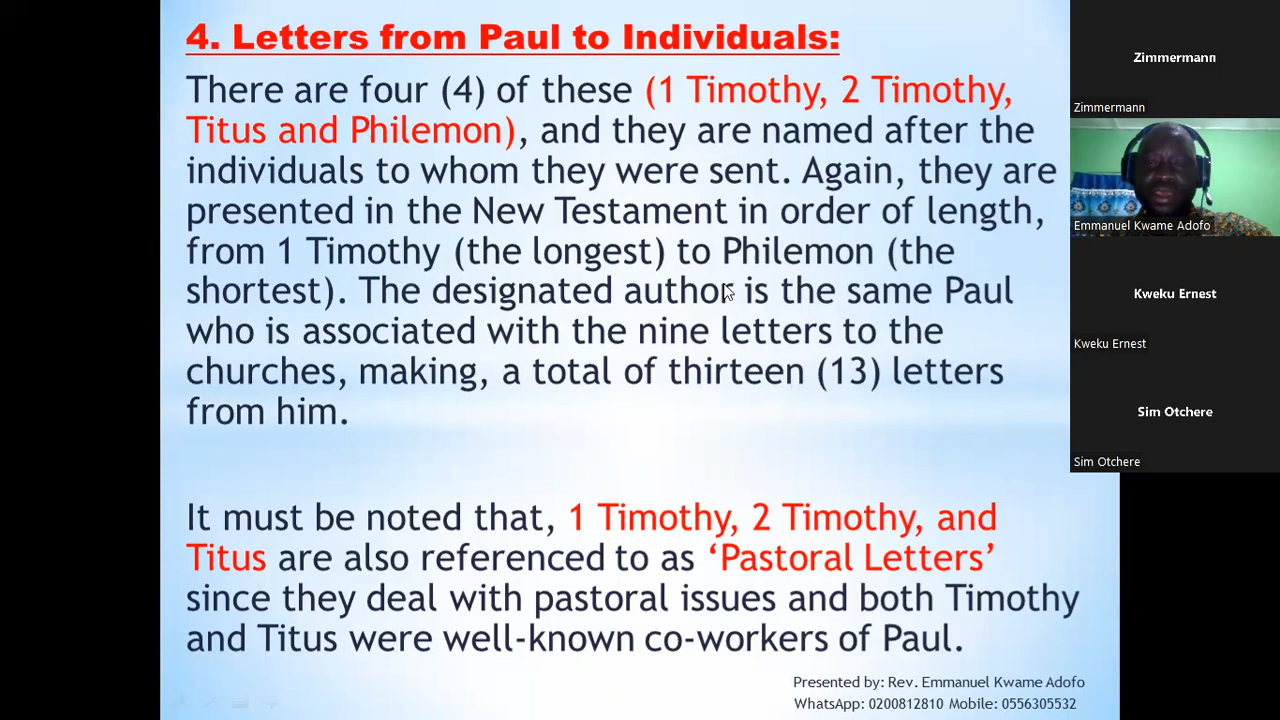 4. Letters from Paul to Individuals:
There are four (4) of these (1 Timothy, 2 Timothy,
Titus and Philemon), and they are named after the
individuals to whom they were sent. Again, they are
presented in the New Testament in order of length,
from 1 Timothy (the longest) to Philemon (the
shortest). The designated author is the same Paul
who is associated with the nine letters to the
churches, making, a total of thirteen (13) letters
from him.
It must be noted that, 1 Timothy, 2 Timothy, and
Titus are also referenced to as ‘Pastoral Letters’
since they deal with pastoral issues and both Timothy
and Titus were well-known co-workers of Paul.
Presented by: Rev. Emmanuel Kwame Adofo
WhatsApp: 0200812810 Mobile: 0556305532
Zimmermann
Zimmermann
Emmanuel Kwame Adofo
Kweku Ernest
Kweku Ernest
Sim Otchere
Sim Otchere